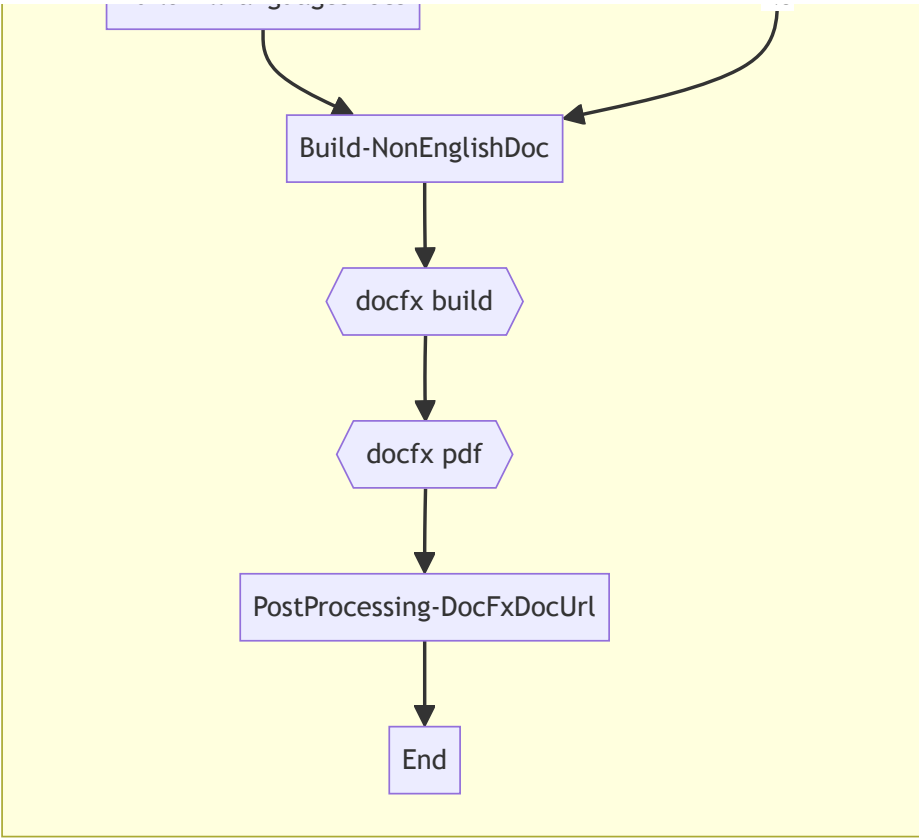 Build-NonEnglishDoc
docfx build
docfx pdf
PostProcessing-DocFxDocUrl
End